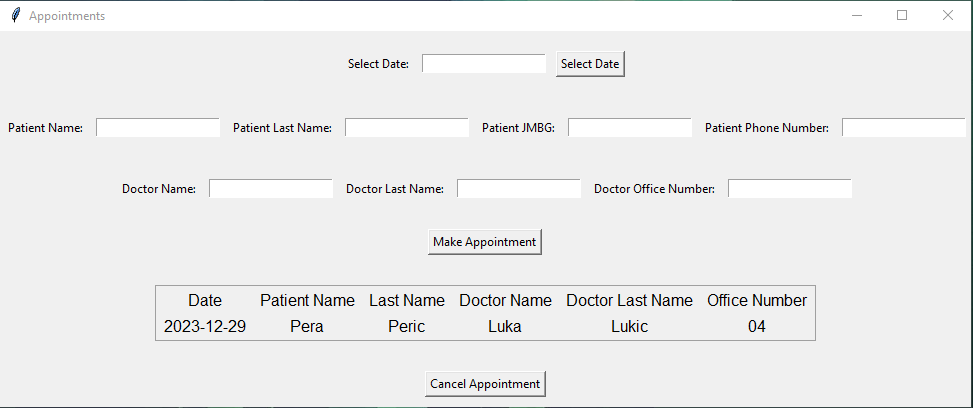 Appointments
Select Date: Select Date
Patient Name: Patient Last Name: Patient JMBG: Patient Phone Number:
Doctor Name: Doctor Last Name: Doctor Office Number:
Make Appointment
Date Patient Name Last Name Doctor Name Doctor Last Name Office Number
2023-12-29 Pera Peric Luka Lukic 04
Cancel Appointment